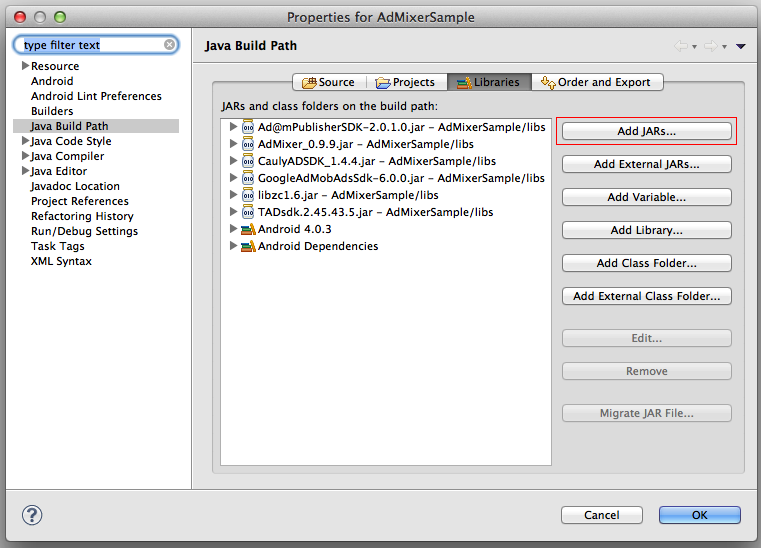 Properties for AdMixerSample
type filter text
Java Build Path
Resource
Android
Android Lint Preferences
Builders
Java Build Path
Java Code Style
Java Compiler
Java Editor
Javadoc Location
Project References
Refactoring History
Run/Debug Settings
Task Tags
XML Syntax
Source
Projects
Libraries
Order and Export
JARs and class folders on the build path:
Ad@mPublisherSDK-2.0.1.0.jar - AdMixerSample/libs
AdMixer_0.9.9.jar - AdMixerSample/libs
CaulyADSDK_1.4.4.jar - AdMixerSample/libs
GoogleAdMobAdsSdk-6.0.0.jar - AdMixerSample/libs
libzc1.6.jar - AdMixerSample/libs
TADsdk.2.45.43.5.jar - AdMixerSample/libs
Android 4.0.3
Android Dependencies
Add JARs...
Add External JARs...
Add Variable...
Add Library...
Add Class Folder...
Add External Class Folder...
Edit...
Remove
Migrate JAR File...
?
Cancel
OK